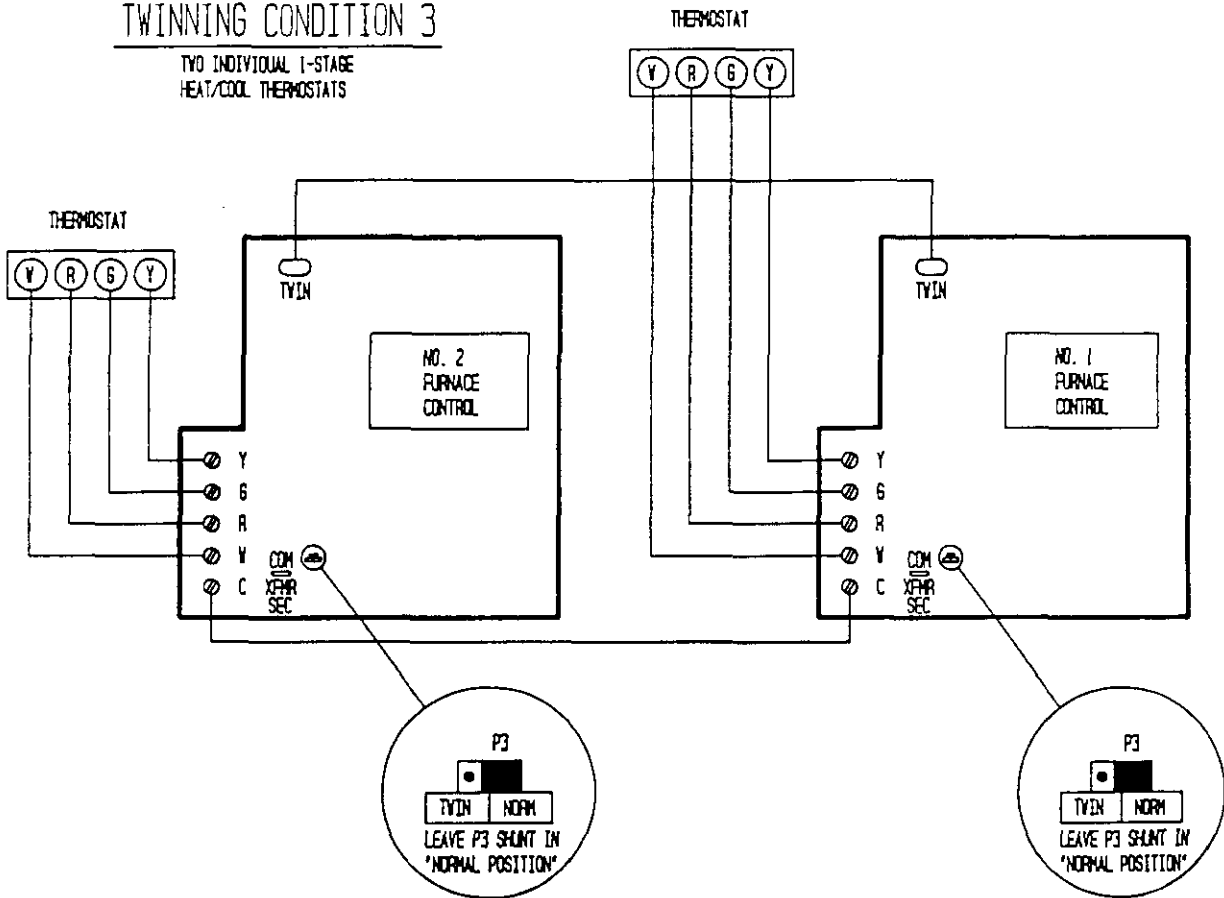 TWINNING CONDITION 3
TWO INDIVIDUAL 1-STAGE
HEAT/COOL THERMOSTATS
THERMOSTAT
W R G Y
THERMOSTAT
W R G Y
TWIN
NO. 2
FURNACE
CONTROL
Y
G
R
W
C
COM
XFMR
SEC
TWIN
NO. 1
FURNACE
CONTROL
Y
G
R
W
C
COM
XFMR
SEC
P3
TWIN NORM
LEAVE P3 SHUNT IN
"NORMAL POSITION"
P3
TWIN NORM
LEAVE P3 SHUNT IN
"NORMAL POSITION"